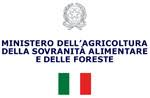 MINISTERO DELL'AGRICOLTURA
DELLA SOVRANITÀ ALIMENTARE
E DELLE FORESTE